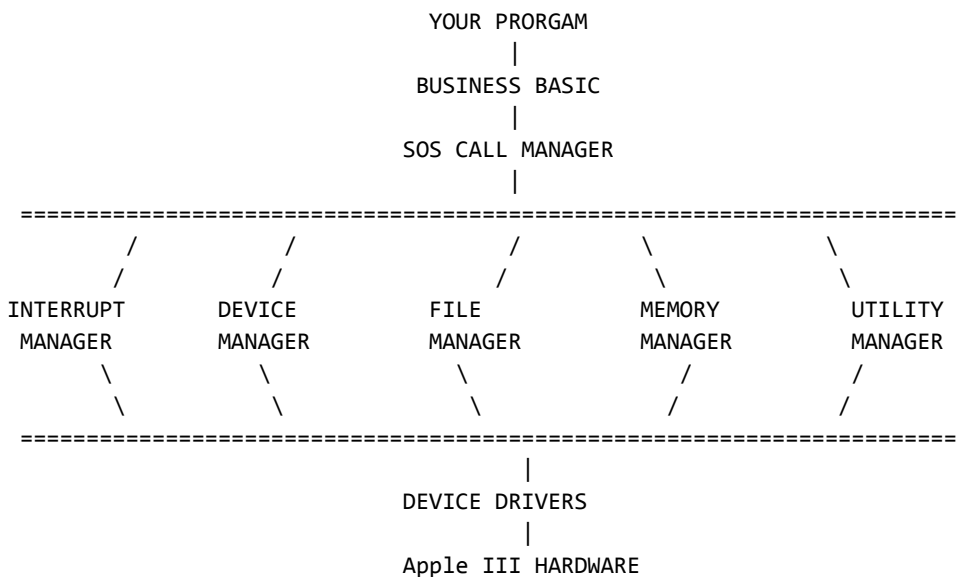 YOUR PRORGAM
BUSINESS BASIC
SOS CALL MANAGER
INTERRUPT DEVICE FILE MEMORY UTILITY
MANAGER MANAGER MANAGER MANAGER MANAGER
DEVICE DRIVERS
Apple III HARDWARE